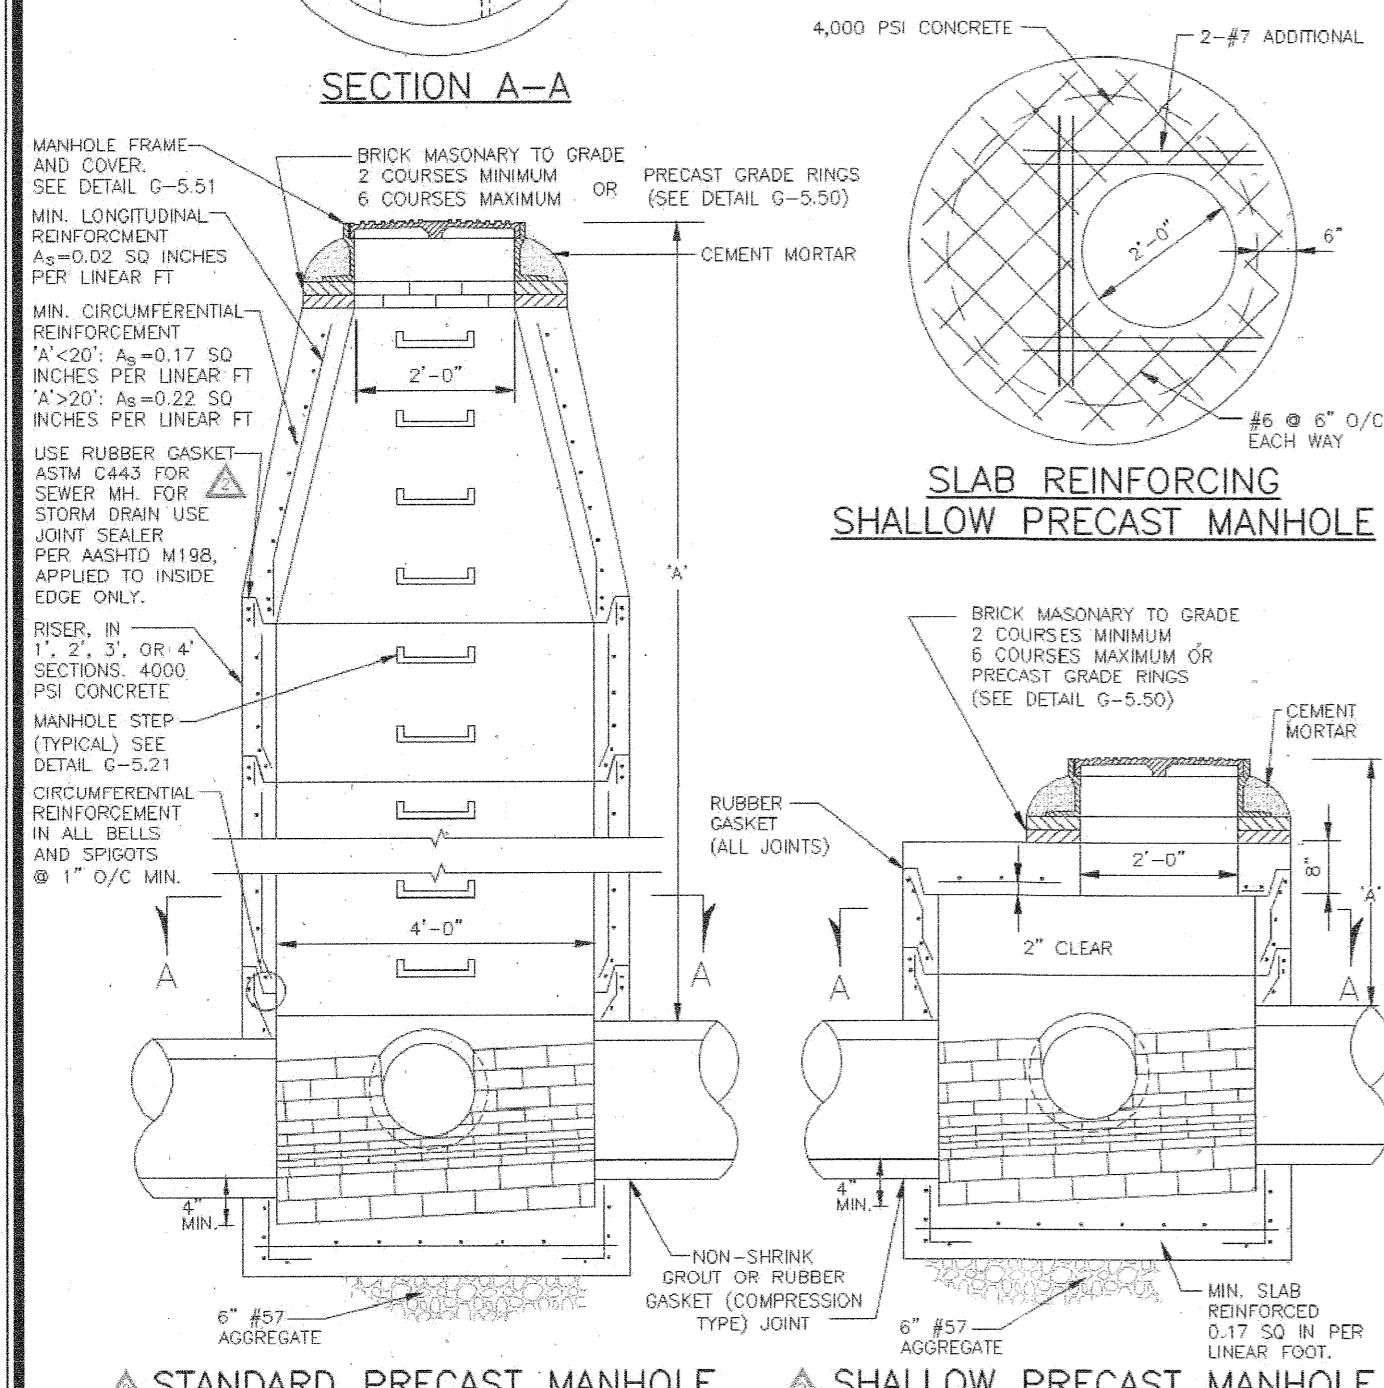 SECTION A-A
MANHOLE FRAME
AND COVER.
SEE DETAIL G-5.51
MIN. LONGITUDINAL
REINFORCMENT
As=0.02 SQ INCHES
PER LINEAR FT
MIN. CIRCUMFERENTIAL
REINFORCEMENT
'A'<20': As=0.17 SQ
INCHES PER LINEAR FT
'A'>20': As=0.22 SQ
INCHES PER LINEAR FT
USE RUBBER GASKET
ASTM C443 FOR
SEWER MH. FOR
STORM DRAIN USE
JOINT SEALER
PER AASHTO M198,
APPLIED TO INSIDE
EDGE ONLY.
2
RISER, IN
1', 2', 3', OR 4'
SECTIONS. 4000
PSI CONCRETE
MANHOLE STEP
(TYPICAL) SEE
DETAIL G-5.21
CIRCUMFERENTIAL
REINFORCEMENT
IN ALL BELLS
AND SPIGOTS
@ 1" O/C MIN.
BRICK MASONARY TO GRADE
2 COURSES MINIMUM
6 COURSES MAXIMUM
OR
PRECAST GRADE RINGS
(SEE DETAIL G-5.50)
CEMENT MORTAR
2'-0"
'A'
4'-0"
A
A
4"
MIN.
6" #57
AGGREGATE
NON-SHRINK
GROUT OR RUBBER
GASKET (COMPRESSION
TYPE) JOINT
STANDARD PRECAST MANHOLE
4,000 PSI CONCRETE
2-#7 ADDITIONAL
2'-0"
6"
#6 @ 6" O/C
EACH WAY
SLAB REINFORCING
SHALLOW PRECAST MANHOLE
BRICK MASONARY TO GRADE
2 COURSES MINIMUM
6 COURSES MAXIMUM OR
PRECAST GRADE RINGS
(SEE DETAIL G-5.50)
CEMENT
MORTAR
RUBBER
GASKET
(ALL JOINTS)
2'-0"
8"
'A'
2" CLEAR
A
A
4"
MIN.
6" #57
AGGREGATE
MIN. SLAB
REINFORCED
0.17 SQ IN PER
LINEAR FOOT.
SHALLOW PRECAST MANHOLE